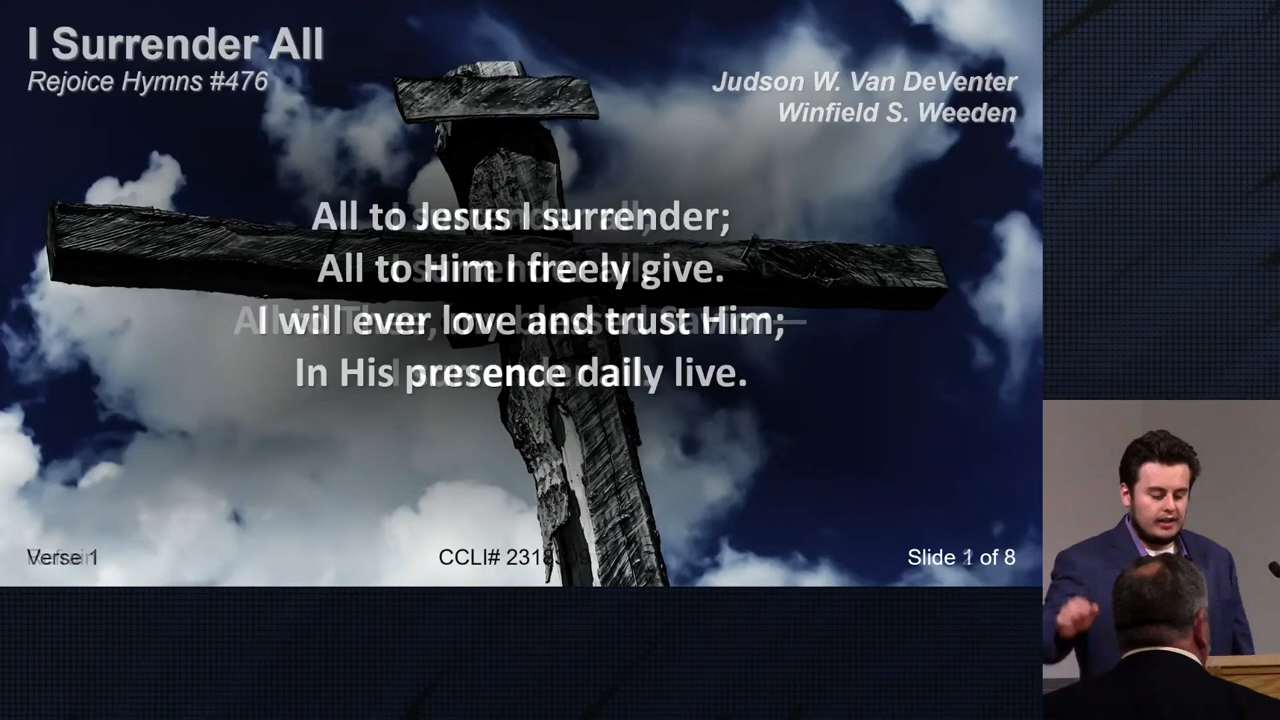 I Surrender All
Rejoice Hymns #476
Judson W. Van DeVenter
Winfield S. Weeden
All to Jesus I surrender;
All to Him I freely give.
I will ever love and trust Him;
In His presence daily live.
Verse 1
CCLI#
Slide of 8